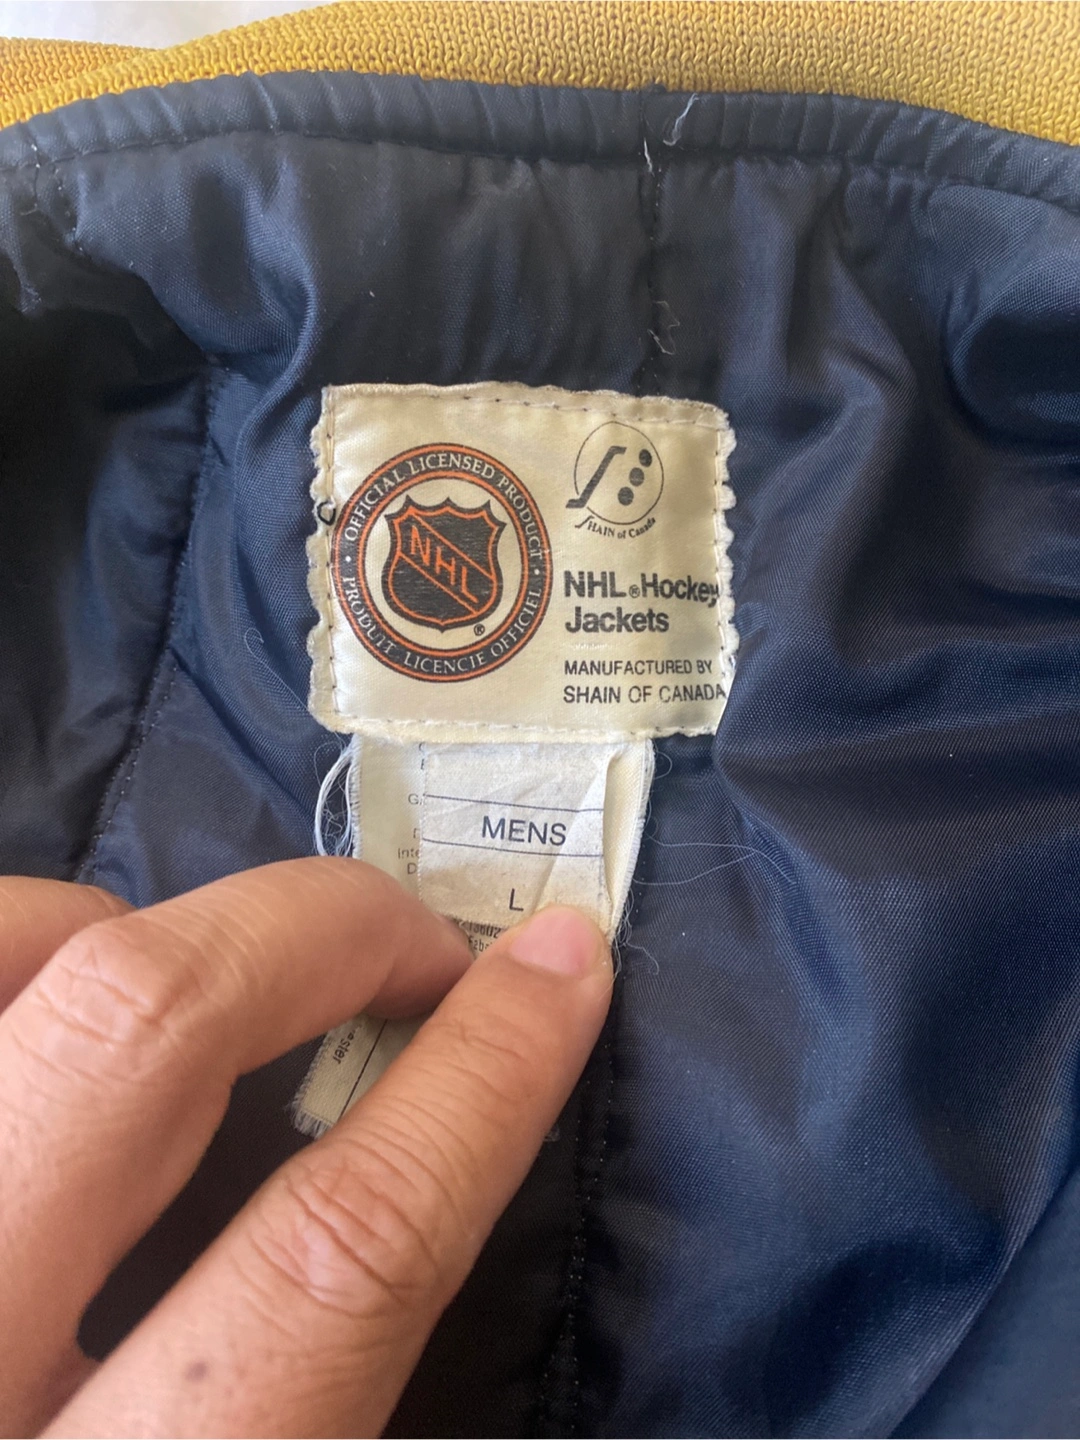 OFFICIAL LICENSED PRODUCT
NHL ®
PRODUIT LICENCIE OFFICIEL
SHAIN of Canada
NHL ® Hockey
Jackets
MANUFACTURED BY
SHAIN OF CANADA
MENS
L